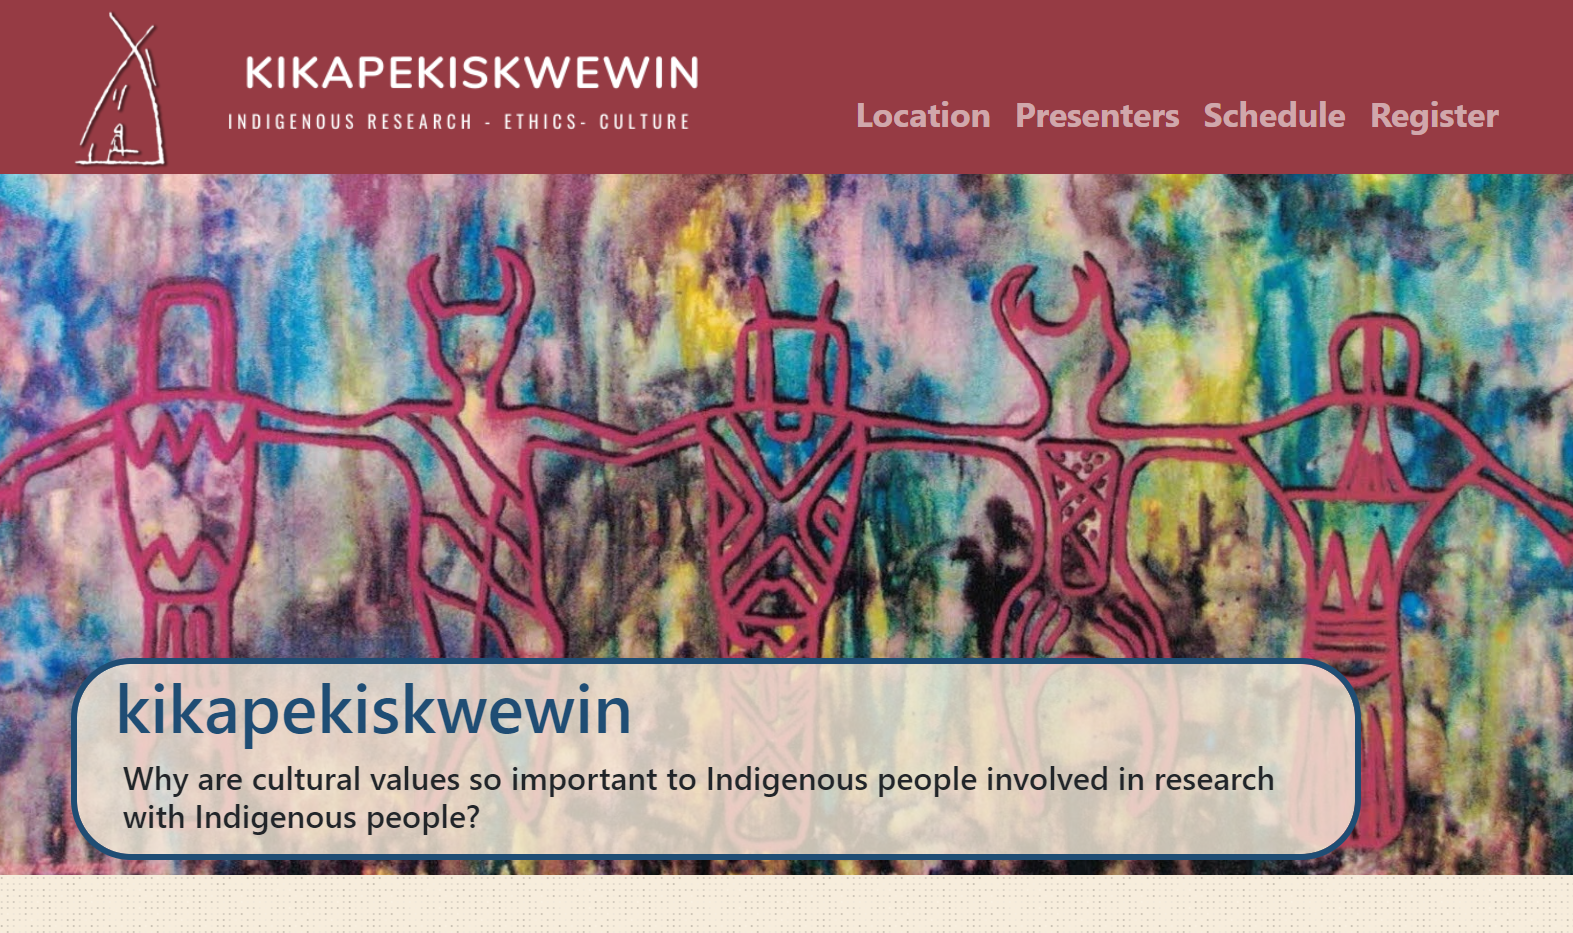 KIKAPEKISKWEWIN
INDIGENOUS RESEARCH - ETHICS- CULTURE
Location Presenters Schedule Register
kikapekiskwewin
Why are cultural values so important to Indigenous people involved in research
with Indigenous people?